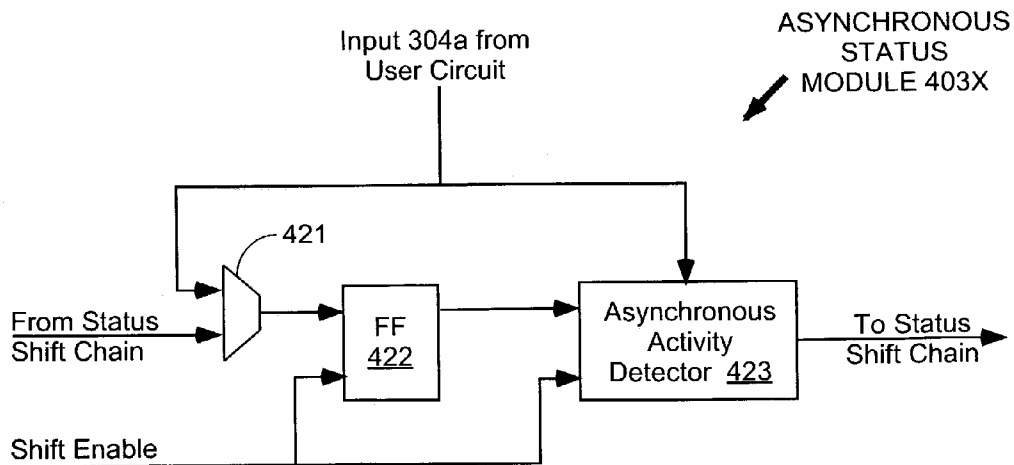 ASYNCHRONOUS
STATUS
MODULE 403X
Input 304a from
User Circuit
421
From Status
Shift Chain
FF
422
Asynchronous
Activity
Detector 423
To Status
Shift Chain
Shift Enable